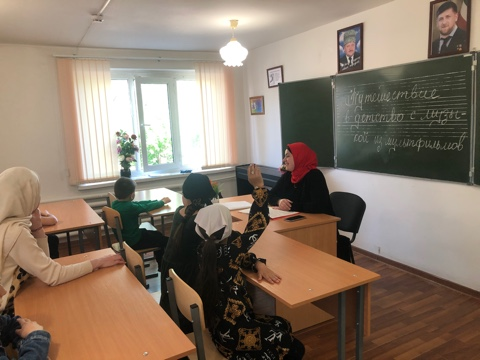 Путешествие
в детство с музы-
кой из мультфильмов